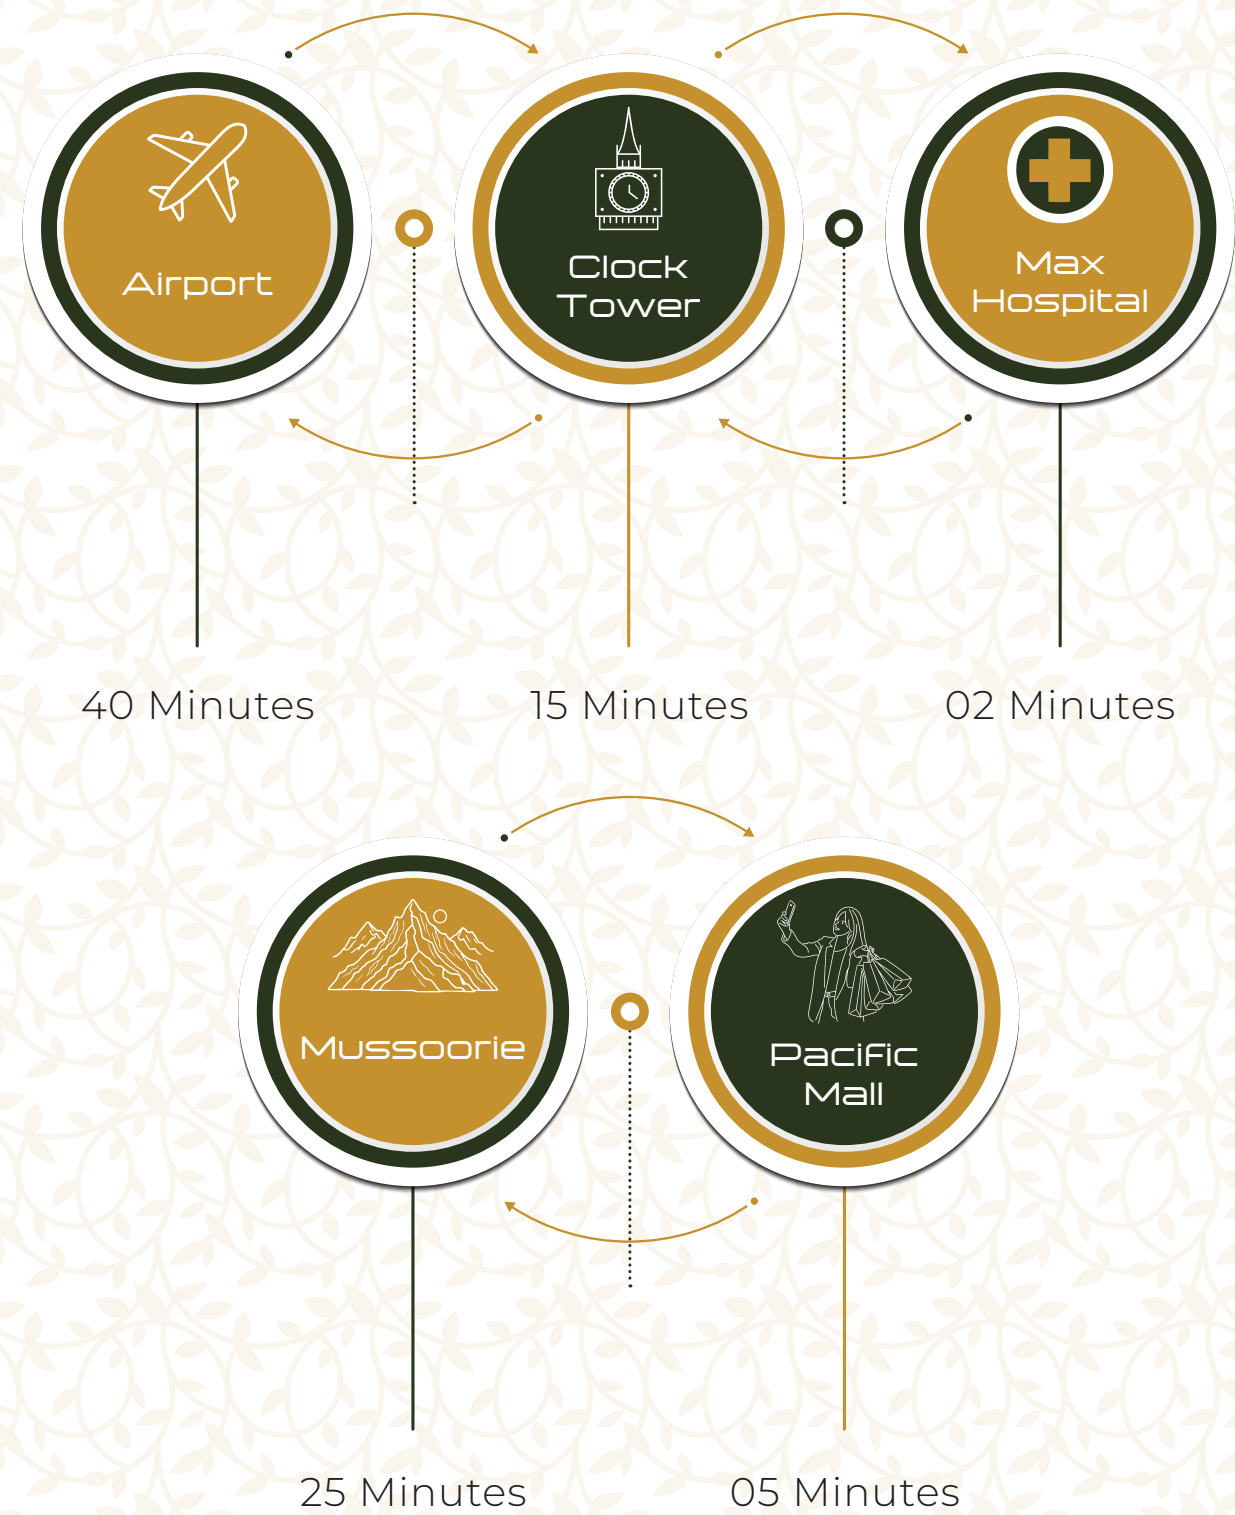 Airport
Clock
Tower
Max
Hospital
40 Minutes
15 Minutes
02 Minutes
Mussoorie
Pacific
Mall
25 Minutes
05 Minutes